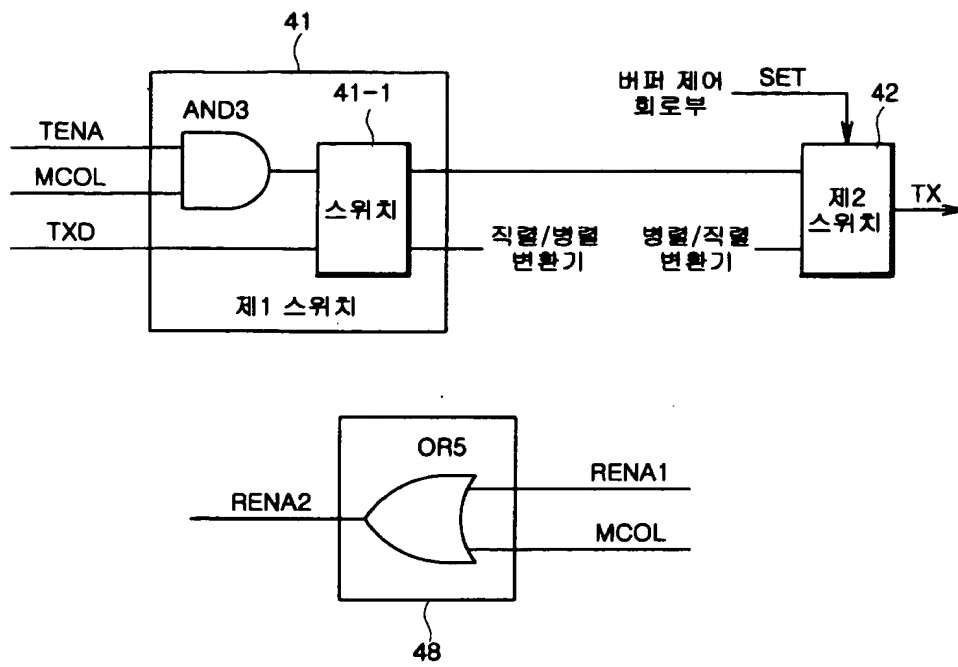 41
41-1
AND3
TENA
MCOL
TXD
스위치
제1 스위치
직렬/병렬
변환기
병렬/직렬
변환기
버퍼 제어
회로부
SET
42
제2
스위치
TX
OR5
RENA1
RENA2
MCOL
48